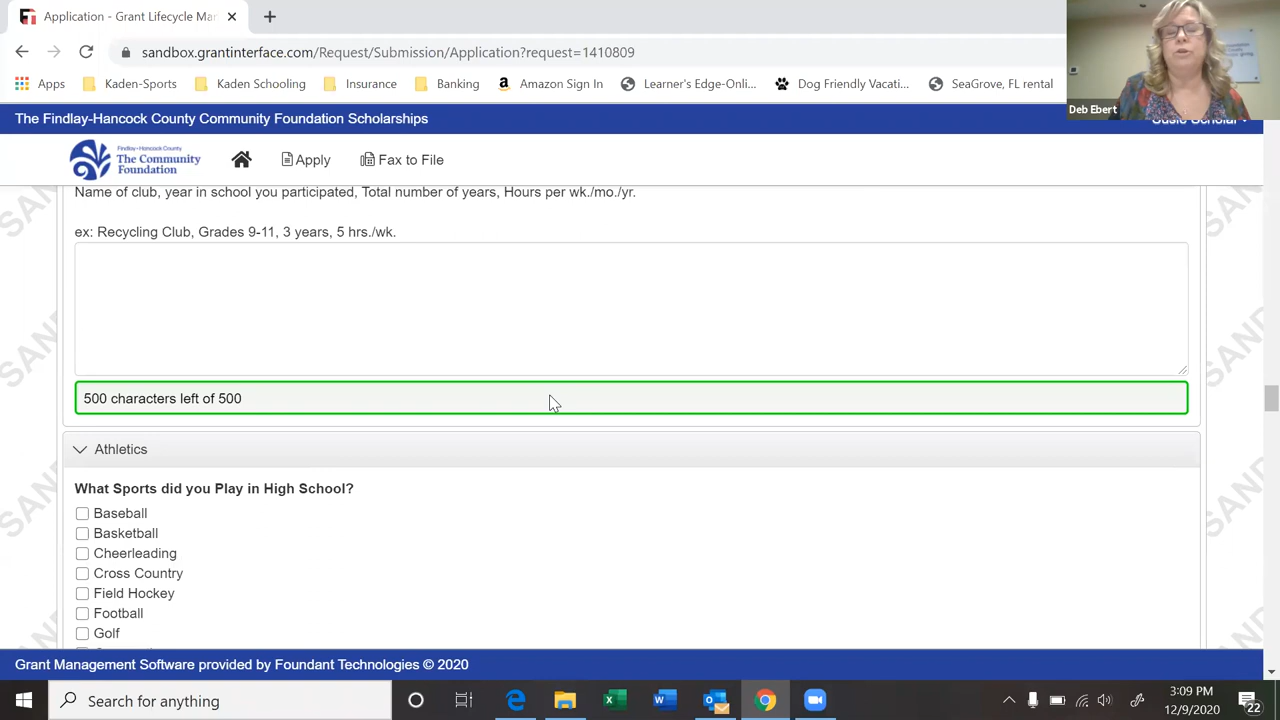 Application - Grant Lifecycle Ma
sandbox.grantinterface.com/Request/Submission/Application?request=1410809
Apps Kaden-Sports Kaden Schooling Insurance Banking Amazon Sign In Learner's Edge-Onli... Dog Friendly Vacati... SeaGrove, FL rental
Deb Ebert
The Findlay-Hancock County Community Foundation Scholarships
Susie Scholar
Findlay-Hancock County
The Community
Foundation
Apply Fax to File
Name of club, year in school you participated, Total number of years, Hours per wk./mo./yr.
ex: Recycling Club, Grades 9-11, 3 years, 5 hrs./wk.
500 characters left of 500
Athletics
What Sports did you Play in High School?
Baseball
Basketball
Cheerleading
Cross Country
Field Hockey
Football
Golf
Grant Management Software provided by Foundant Technologies © 2020
Search for anything
3:09 PM
12/9/2020
22